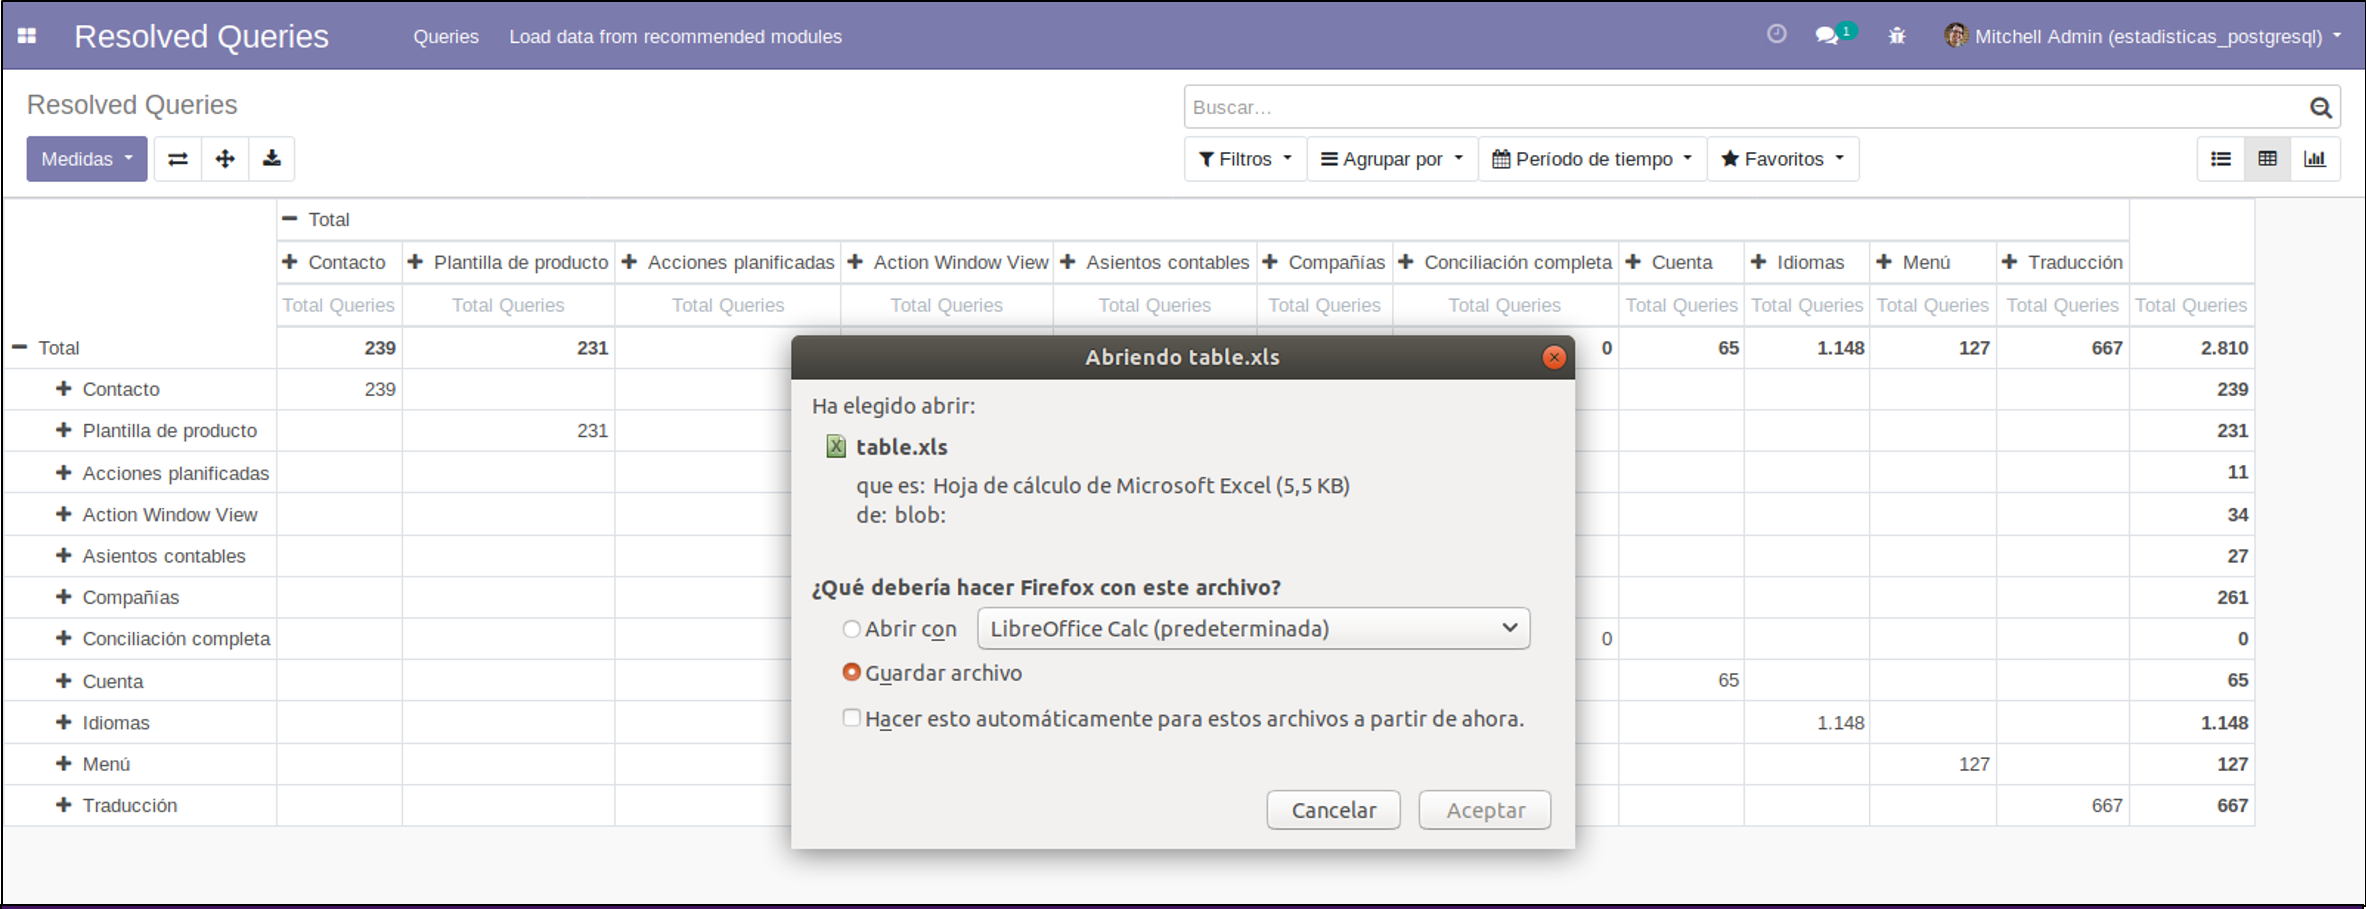 Resolved Queries Queries Load data from recommended modules 1 Mitchell Admin (estadisticas_postgresql)
Resolved Queries Buscar...
Medidas Filtros Agrupar por Período de tiempo Favoritos
Total
Contacto Plantilla de producto Acciones planificadas Action Window View Asientos contables Compañías Conciliación completa Cuenta Idiomas Menú Traducción
Total Queries Total Queries Total Queries Total Queries Total Queries Total Queries Total Queries Total Queries Total Queries Total Queries Total Queries Total Queries
Total 239 231 0 65 1.148 127 667 2.810
Contacto 239 239
Plantilla de producto 231 231
Acciones planificadas 11
Action Window View 34
Asientos contables 27
Compañías 261
Conciliación completa 0 0
Cuenta 65 65
Idiomas 1.148 1.148
Menú 127 127
Traducción 667 667
Abriendo table.xls
Ha elegido abrir:
table.xls
que es: Hoja de cálculo de Microsoft Excel (5,5 KB)
de: blob:
¿Qué debería hacer Firefox con este archivo?
Abrir con LibreOffice Calc (predeterminada)
Guardar archivo
Hacer esto automáticamente para estos archivos a partir de ahora.
Cancelar Aceptar